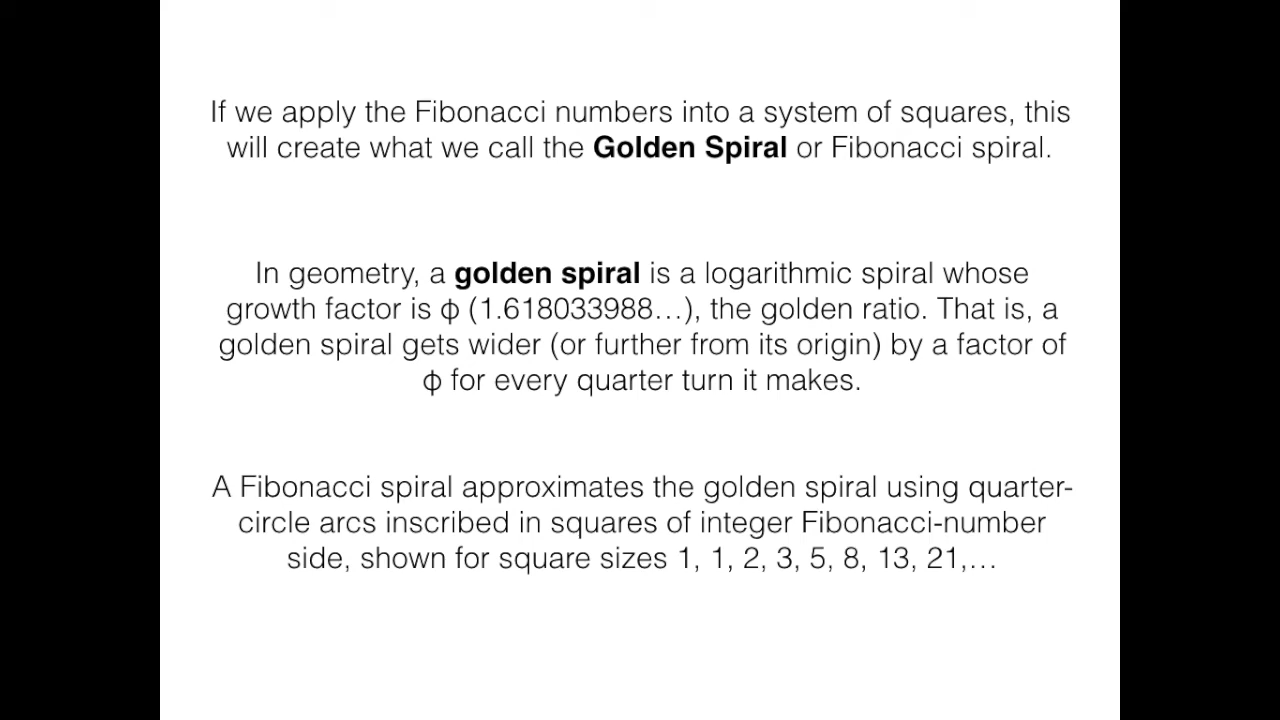 If we apply the Fibonacci numbers into a system of squares, this
will create what we call the Golden Spiral or Fibonacci spiral.
In geometry, a golden spiral is a logarithmic spiral whose
growth factor is φ (1.618033988…), the golden ratio. That is, a
golden spiral gets wider (or further from its origin) by a factor of
φ for every quarter turn it makes.
A Fibonacci spiral approximates the golden spiral using quarter-
circle arcs inscribed in squares of integer Fibonacci-number
side, shown for square sizes 1, 1, 2, 3, 5, 8, 13, 21,…